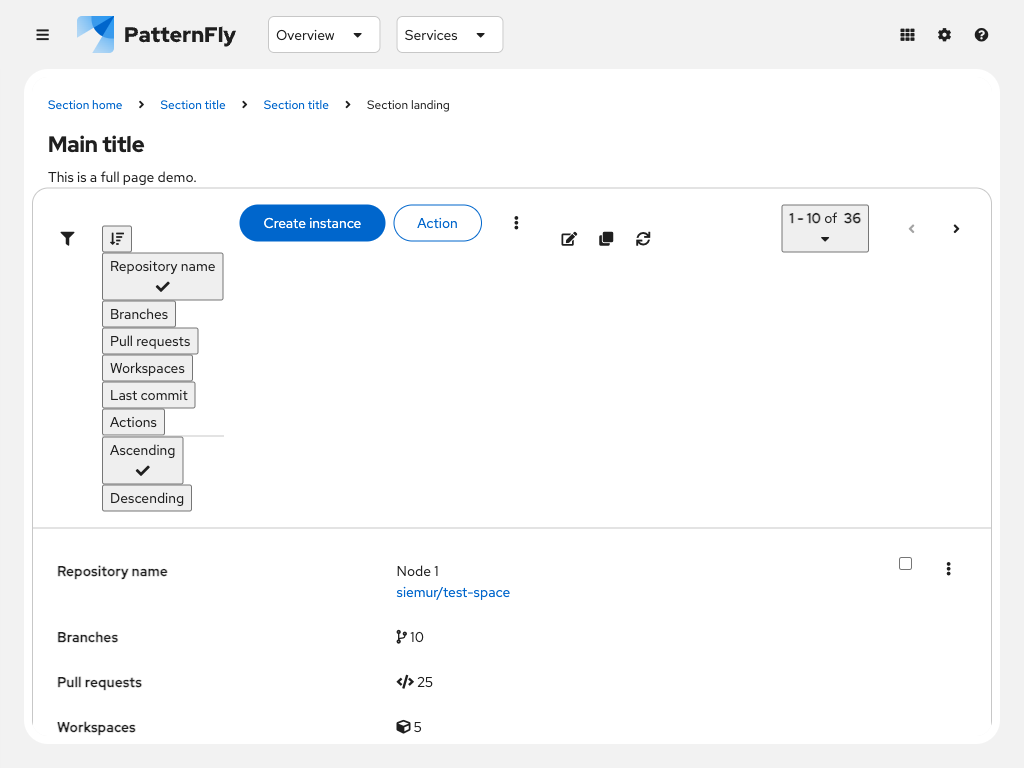 PatternFly
Overview
Services
Section home
Section title
Section title
Section landing
Main title
This is a full page demo.
Create instance
Action
1 - 10 of 36
Repository name
Branches
Pull requests
Workspaces
Last commit
Actions
Ascending
Descending
Repository name
Node 1
siemur/test-space
Branches
10
Pull requests
25
Workspaces
5